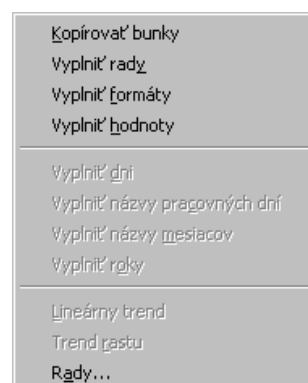 Kopírovať bunky
Vyplniť rady
Vyplniť formáty
Vyplniť hodnoty
Vyplniť dni
Vyplniť názvy pracovných dní
Vyplniť názvy mesiacov
Vyplniť roky
Lineárny trend
Trend rastu
Rady...